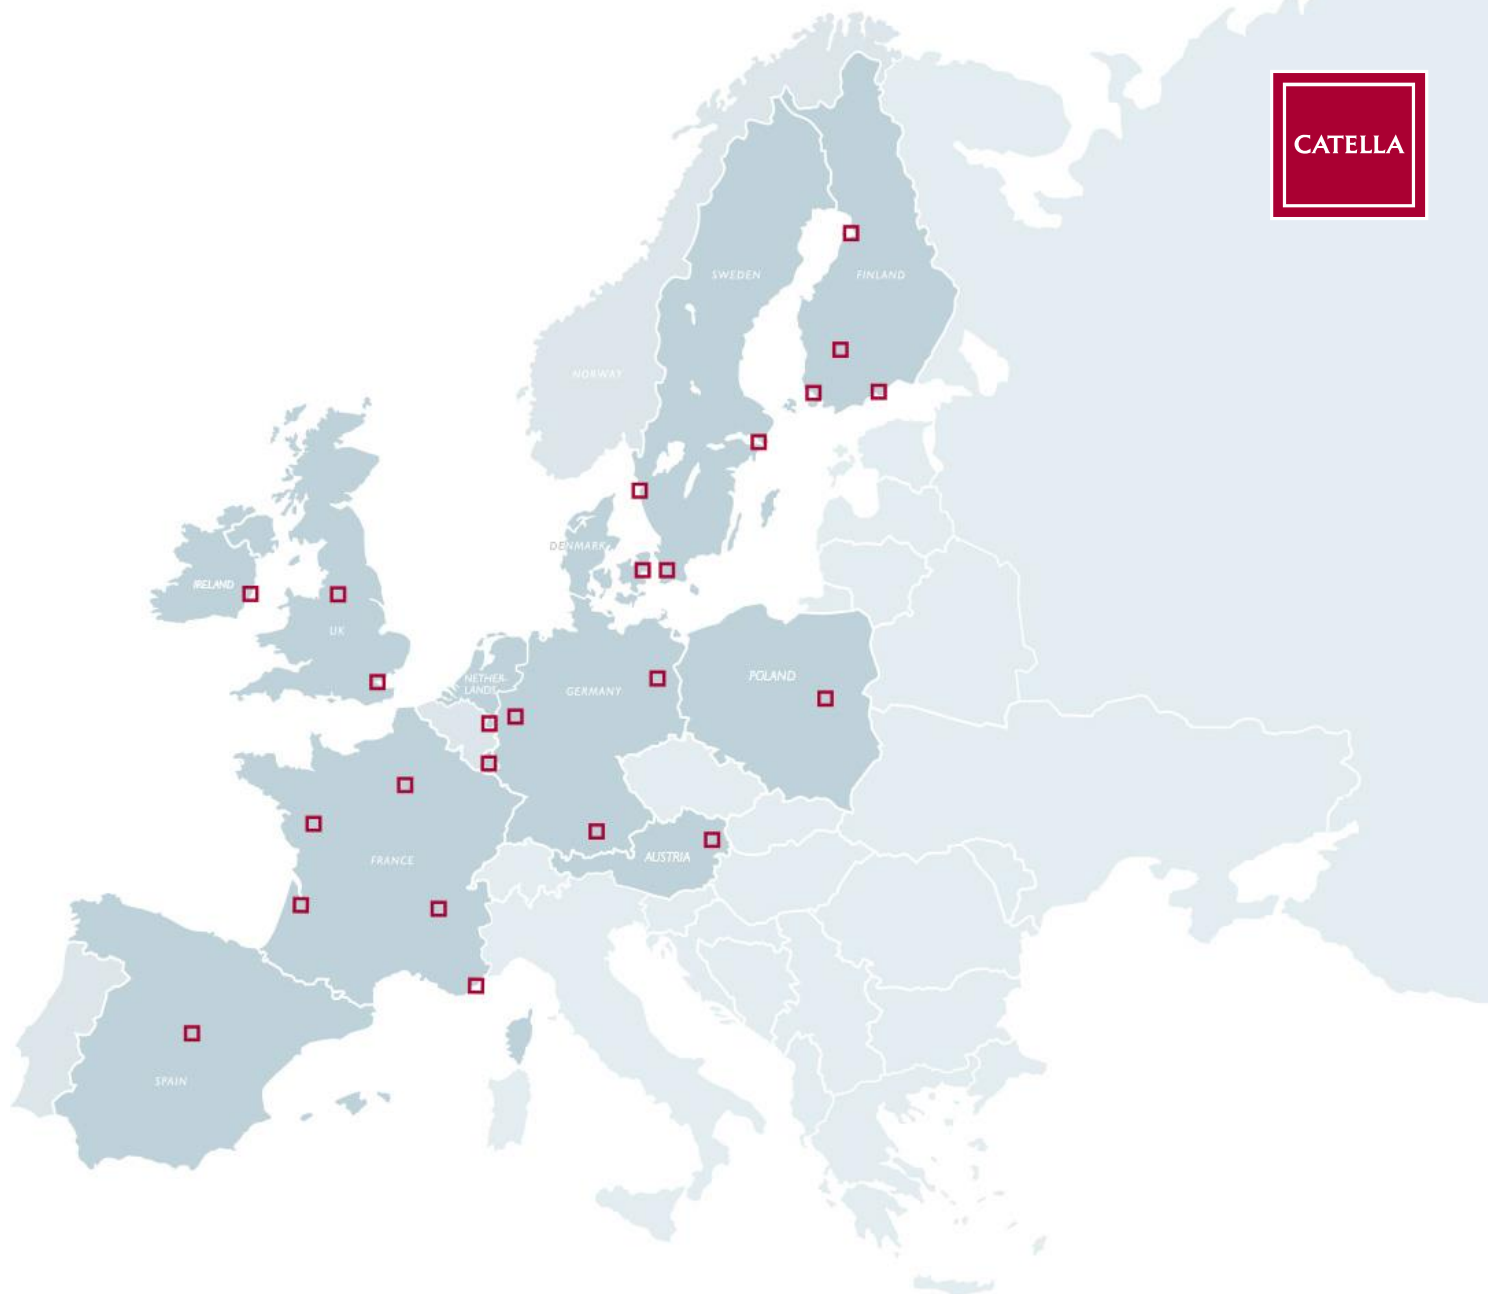 CATELLA
SWEDEN
FINLAND
NORWAY
DENMARK
IRELAND
UK
NETHER-
LANDS
GERMANY
POLAND
FRANCE
AUSTRIA
SPAIN